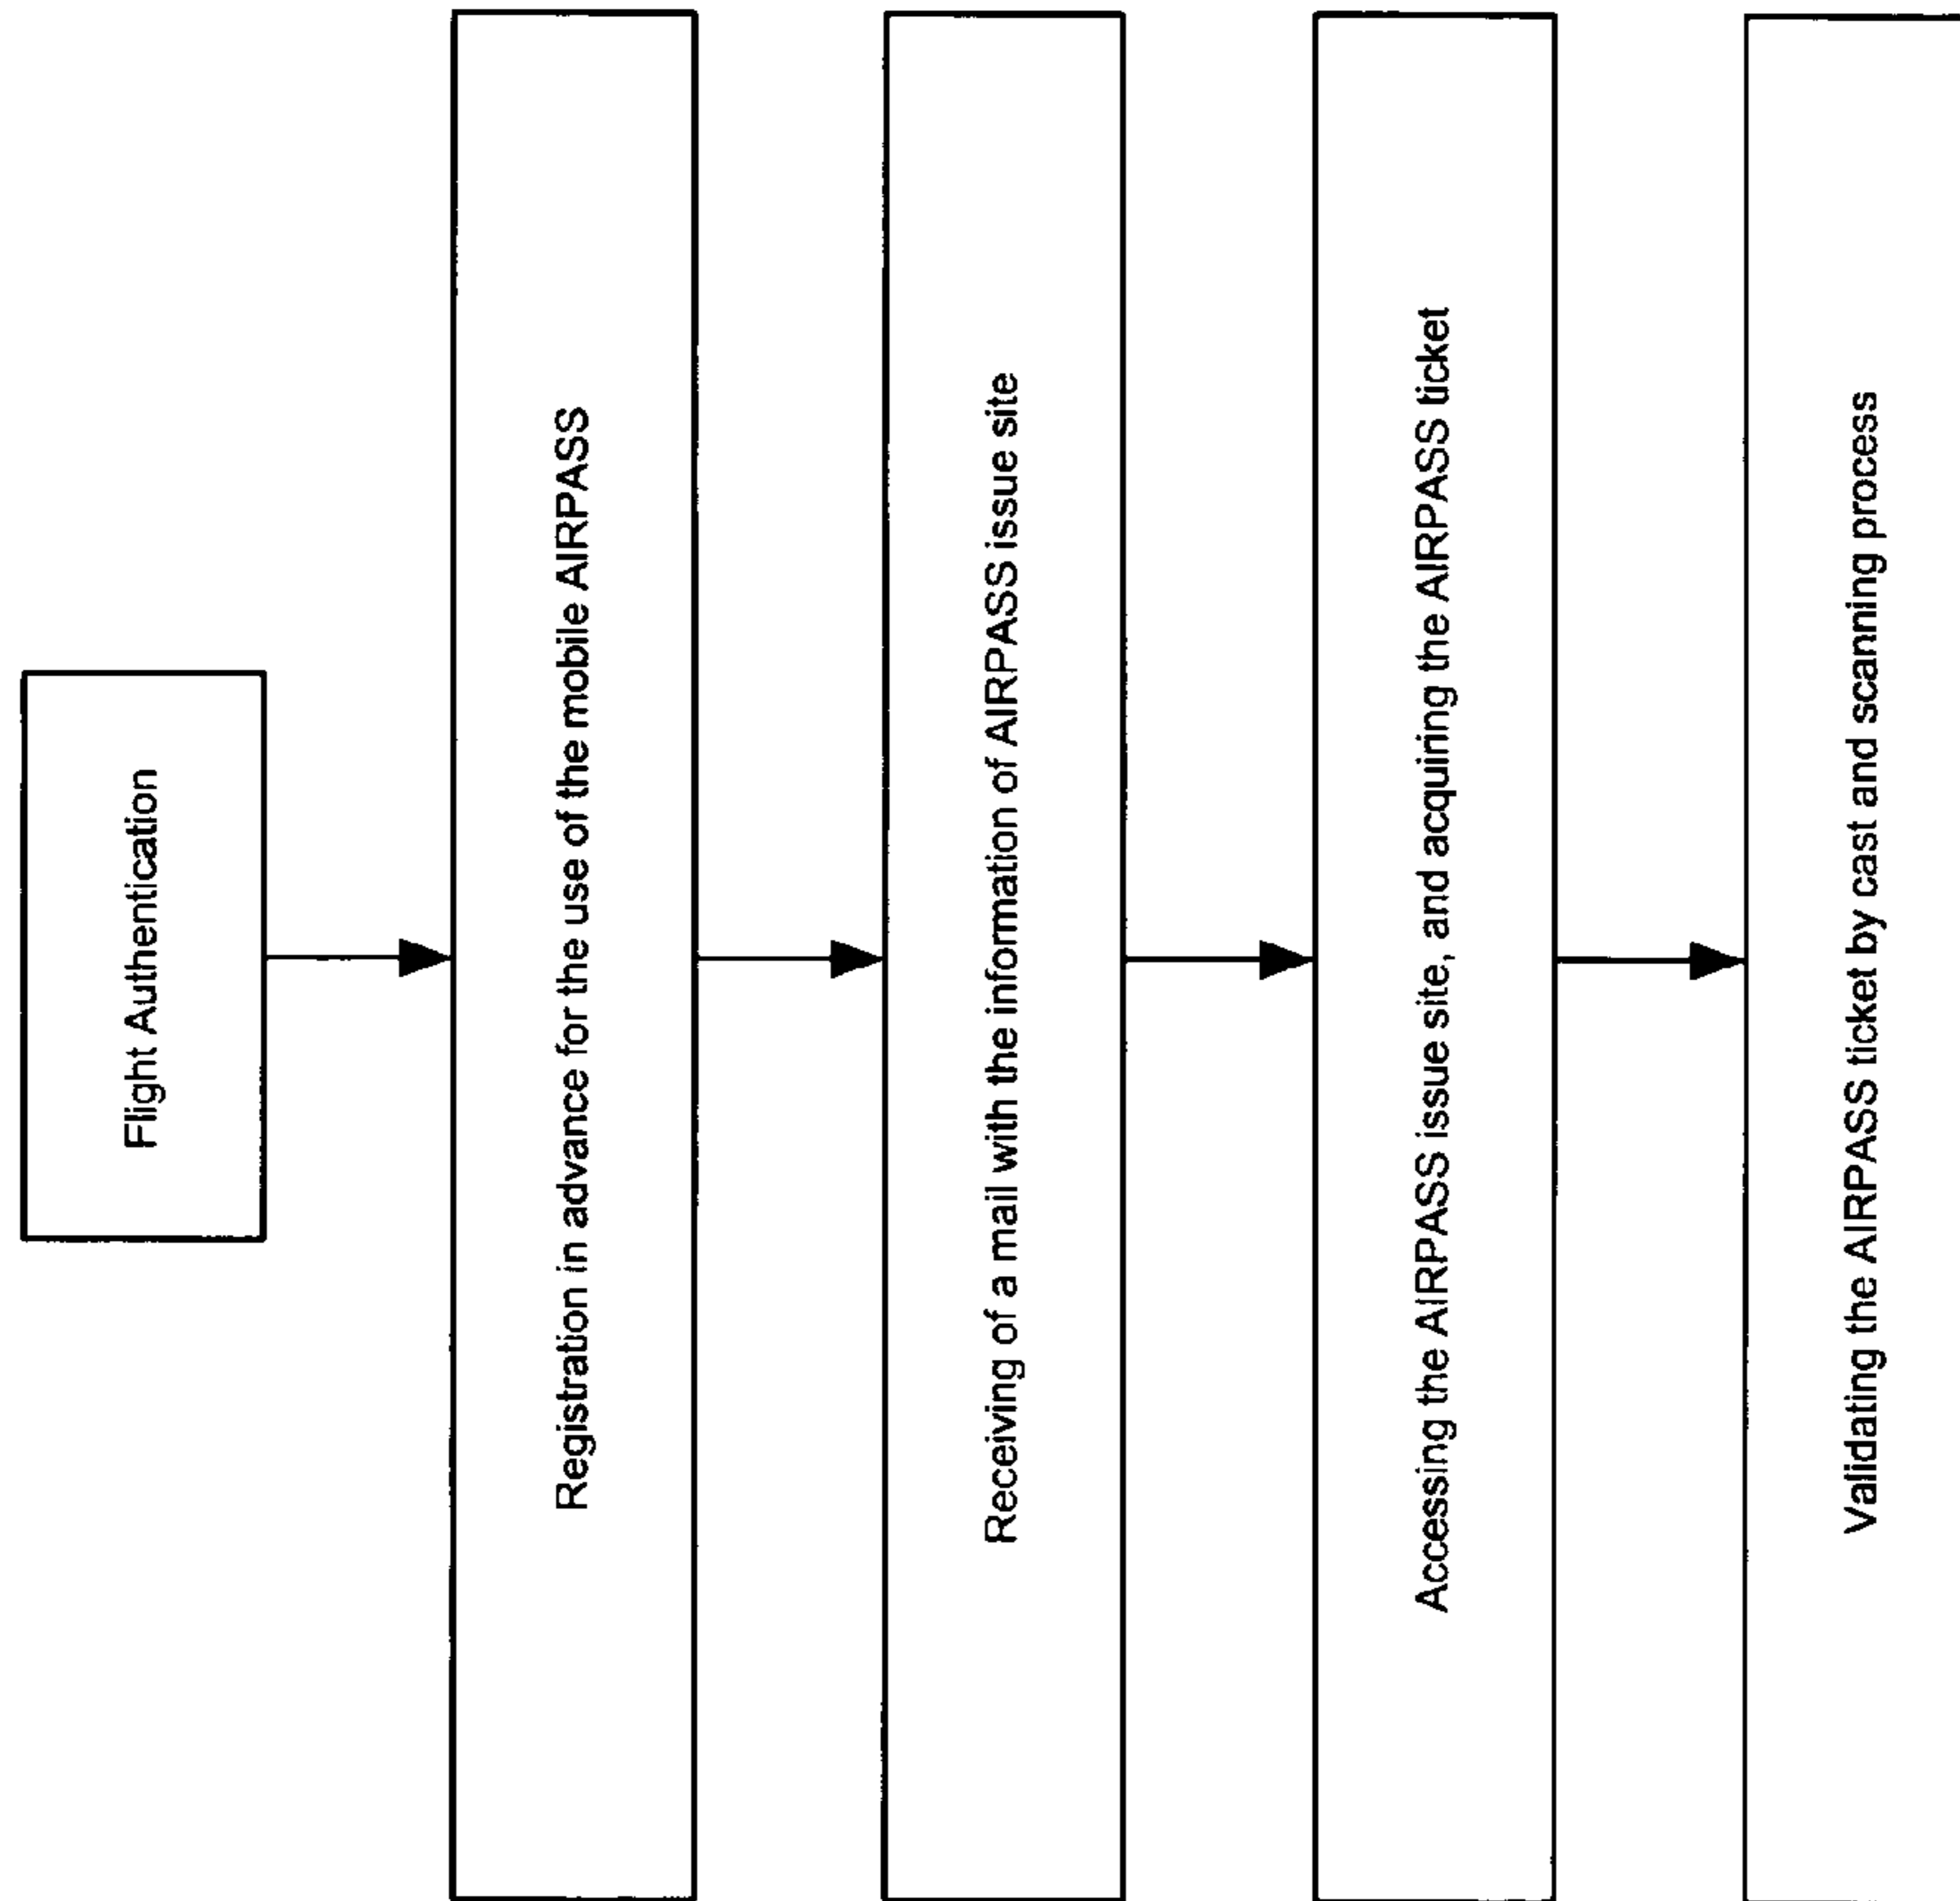 Flight Authentication
Registration in advance for the use of the mobile AIRPASS
Receiving of a mail with the information of AIRPASS issue site
Accessing the AIRPASS issue site, and acquiring the AIRPASS ticket
Validating the AIRPASS ticket by cast and scanning process